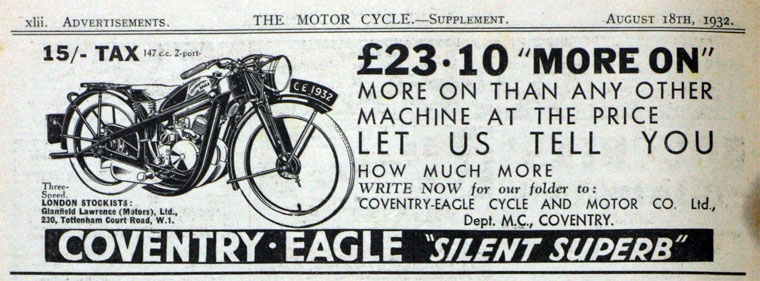 xlii. ADVERTISEMENTS. THE MOTOR CYCLE.—SUPPLEMENT. AUGUST 18TH, 1932.
15/- TAX 147 c.c. 2-port-
CE 1932
Three-
Speed.
LONDON STOCKISTS:
Glanfield Lawrence (Motors), Ltd.,
230, Tottenham Court Road, W.1.
£23·10 "MORE ON"
MORE ON THAN ANY OTHER
MACHINE AT THE PRICE
LET US TELL YOU
HOW MUCH MORE
WRITE NOW for our folder to:
COVENTRY-EAGLE CYCLE AND MOTOR CO. Ltd.,
Dept. M.C., COVENTRY.
COVENTRY·EAGLE "SILENT SUPERB"